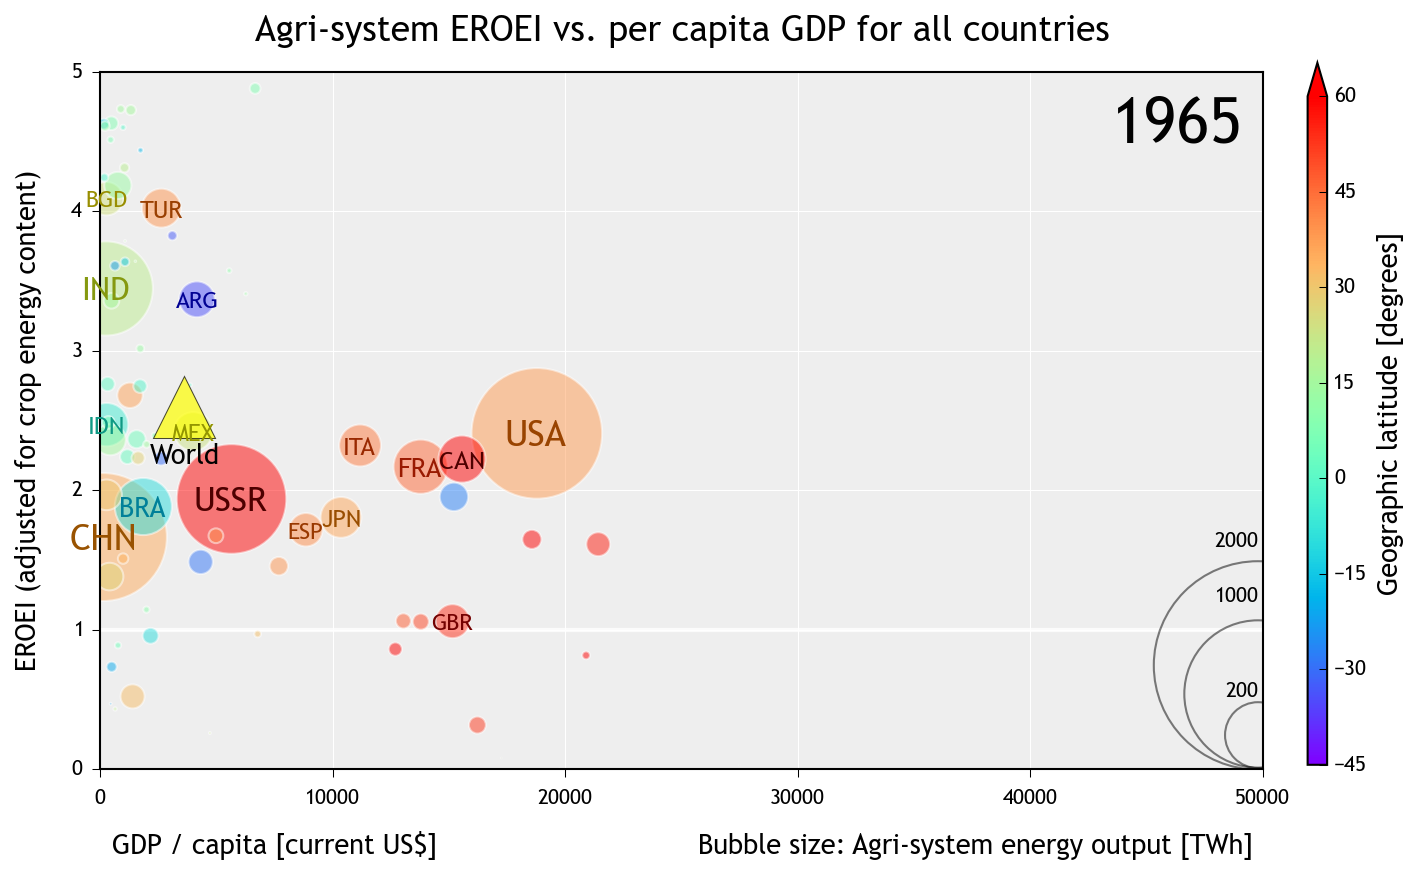 Agri-system EROEI vs. per capita GDP for all countries
1965
EROEI (adjusted for crop energy content)
5
4
3
2
1
0
BGD
TUR
IND
ARG
IDN
MEX
World
USA
ITA
FRA
CAN
USSR
BRA
CHN
ESP
JPN
GBR
2000
1000
200
0
10000
20000
30000
40000
50000
GDP / capita [current US$]
Bubble size: Agri-system energy output [TWh]
60
45
30
15
0
−15
−30
−45
Geographic latitude [degrees]